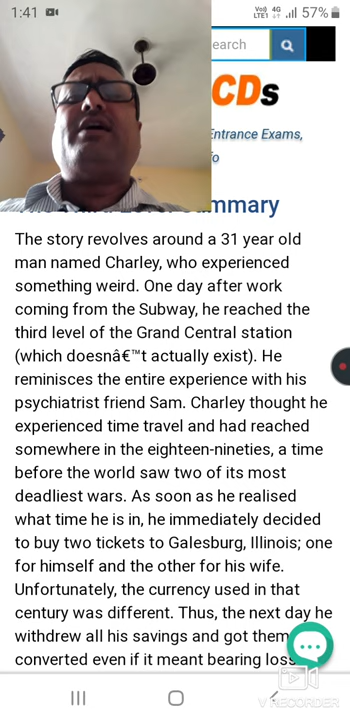 1:41 Vo)) 4G LTE1 57%
earch
CDs
Entrance Exams,
fo
mmary
The story revolves around a 31 year old
man named Charley, who experienced
something weird. One day after work
coming from the Subway, he reached the
third level of the Grand Central station
(which doesnâ€™t actually exist). He
reminisces the entire experience with his
psychiatrist friend Sam. Charley thought he
experienced time travel and had reached
somewhere in the eighteen-nineties, a time
before the world saw two of its most
deadliest wars. As soon as he realised
what time he is in, he immediately decided
to buy two tickets to Galesburg, Illinois; one
for himself and the other for his wife.
Unfortunately, the currency used in that
century was different. Thus, the next day he
withdrew all his savings and got them
converted even if it meant bearing loss
V RECORDER